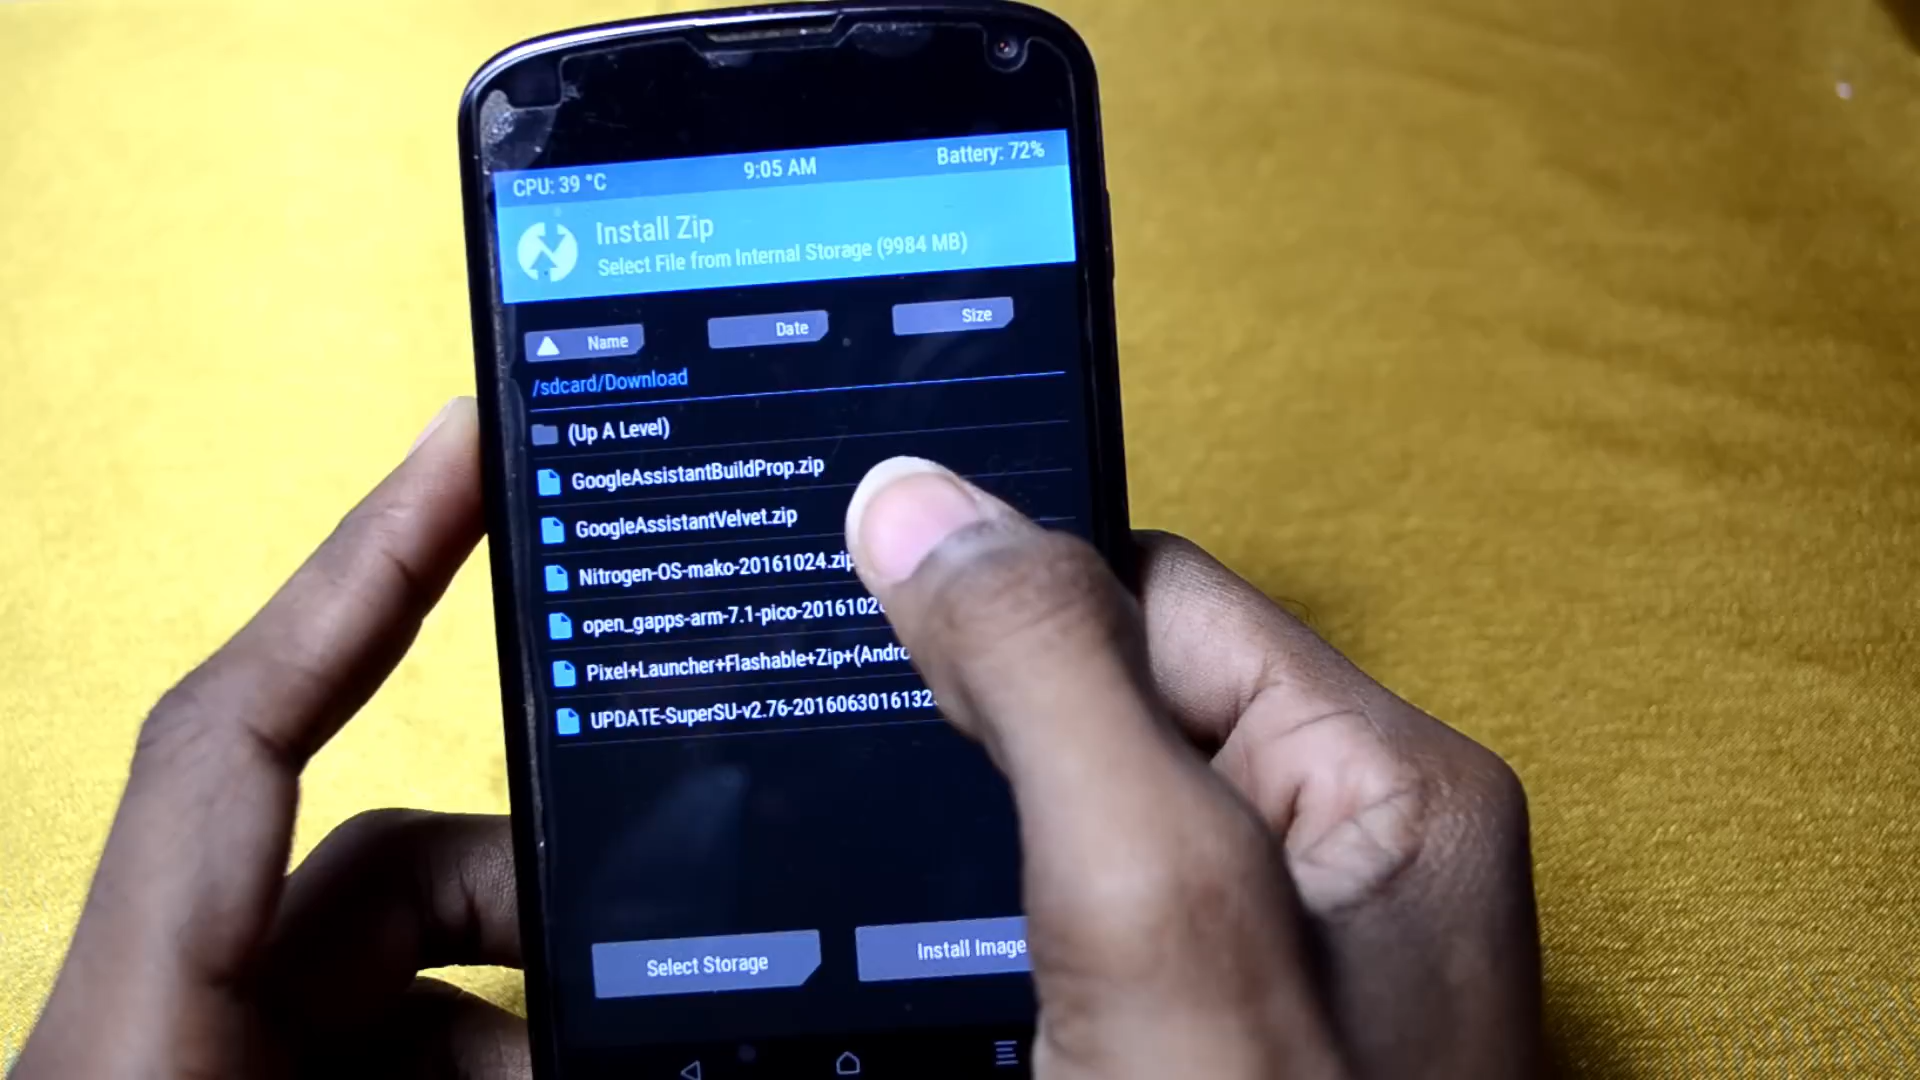 CPU: 39 °C 9:05 AM Battery: 72%
Install Zip
Select File from Internal Storage (9984 MB)
Name Date Size
/sdcard/Download
(Up A Level)
GoogleAssistantBuildProp.zip
GoogleAssistantVelvet.zip
Nitrogen-OS-mako-20161024.zip
open_gapps-arm-7.1-pico-2016102
Pixel+Launcher+Flashable+Zip+(Andro
UPDATE-SuperSU-v2.76-2016063016132
Select Storage Install Image